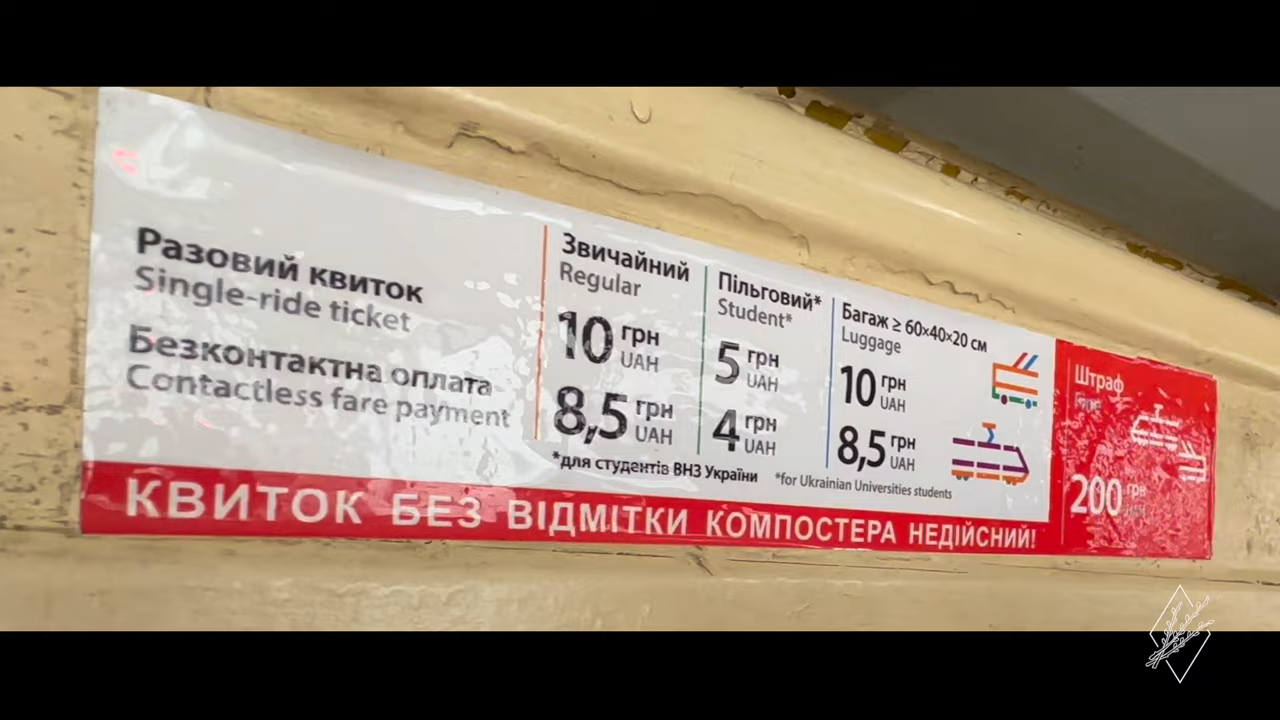 Разовий квиток
Single-ride ticket
Безконтактна оплата
Contactless fare payment
Звичайний
Regular
10 грн
UAH
8,5 грн
UAH
Пільговий*
Student*
5 грн
UAH
4 грн
UAH
Багаж ≥ 60×40×20 см
Luggage
10 грн
UAH
8,5 грн
UAH
*для студентів ВНЗ України
*for Ukrainian Universities students
Штраф
Fine
200 грн
КВИТОК БЕЗ ВІДМІТКИ КОМПОСТЕРА НЕДІЙСНИЙ!